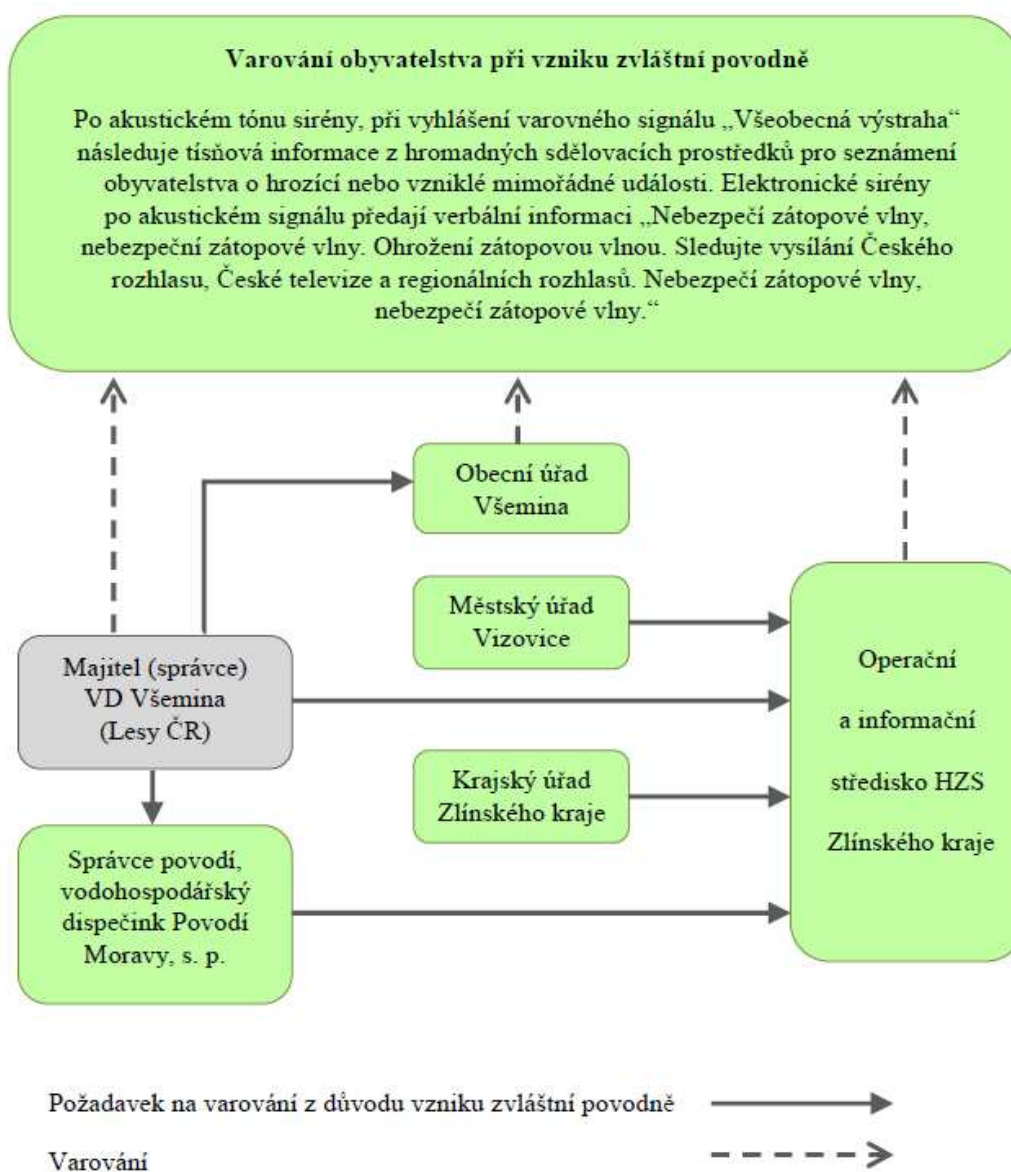 Varování obyvatelstva při vzniku zvláštní povodně
Po akustickém tónu sirény, při vyhlášení varovného signálu „Všeobecná výstraha“
následuje tísňová informace z hromadných sdělovacích prostředků pro seznámení
obyvatelstva o hrozící nebo vzniklé mimořádné události. Elektronické sirény
po akustickém signálu předají verbální informaci „Nebezpečí zátopové vlny,
nebezpeční zátopové vlny. Ohrožení zátopovou vlnou. Sledujte vysílání Českého
rozhlasu, České televize a regionálních rozhlasů. Nebezpečí zátopové vlny,
nebezpečí zátopové vlny.“
Obecní úřad
Všemina
Městský úřad
Vizovice
Majitel (správce)
VD Všemina
(Lesy ČR)
Krajský úřad
Zlínského kraje
Operační
a informační
středisko HZS
Zlínského kraje
Správce povodí,
vodohospodářský
dispečink Povodí
Moravy, s. p.
Požadavek na varování z důvodu vzniku zvláštní povodně
Varování